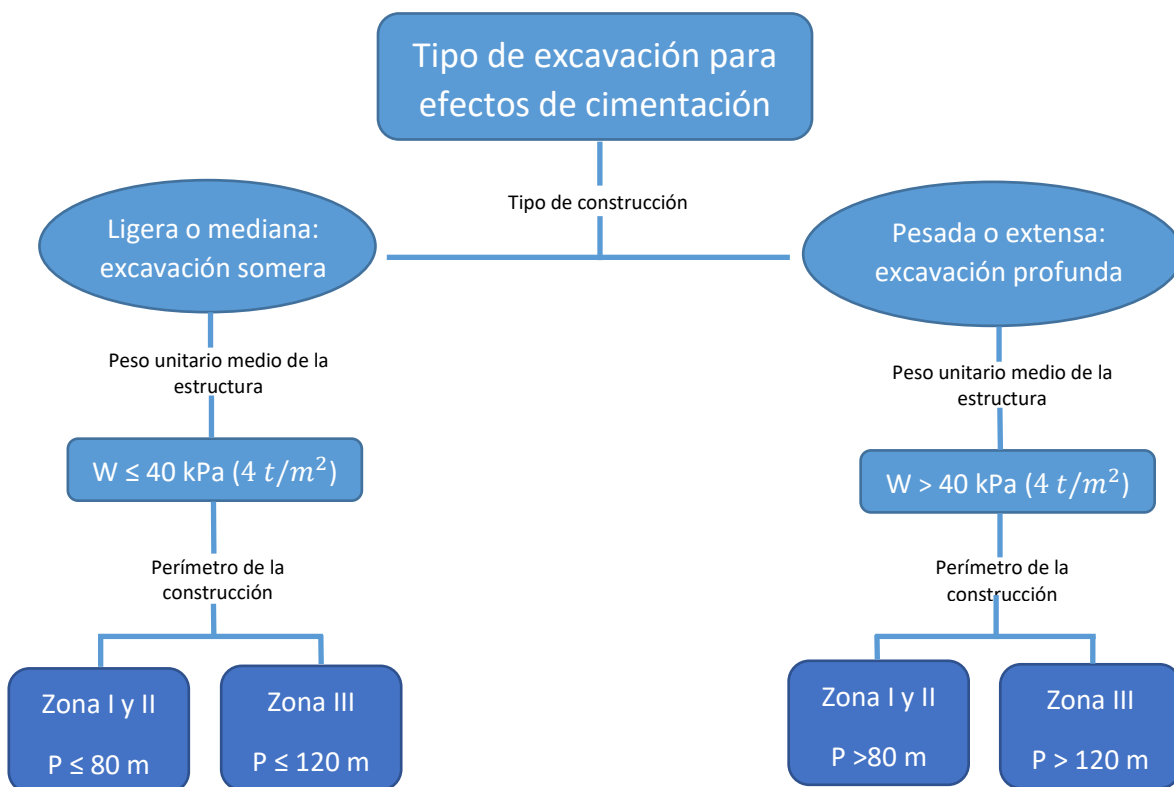 Tipo de excavación para
efectos de cimentación
Tipo de construcción
Ligera o mediana:
excavación somera
Pesada o extensa:
excavación profunda
Peso unitario medio de la
estructura
Peso unitario medio de la
estructura
W ≤ 40 kPa (4 t/m²)
W > 40 kPa (4 t/m²)
Perímetro de la
construcción
Perímetro de la
construcción
Zona I y II
P ≤ 80 m
Zona III
P ≤ 120 m
Zona I y II
P >80 m
Zona III
P > 120 m